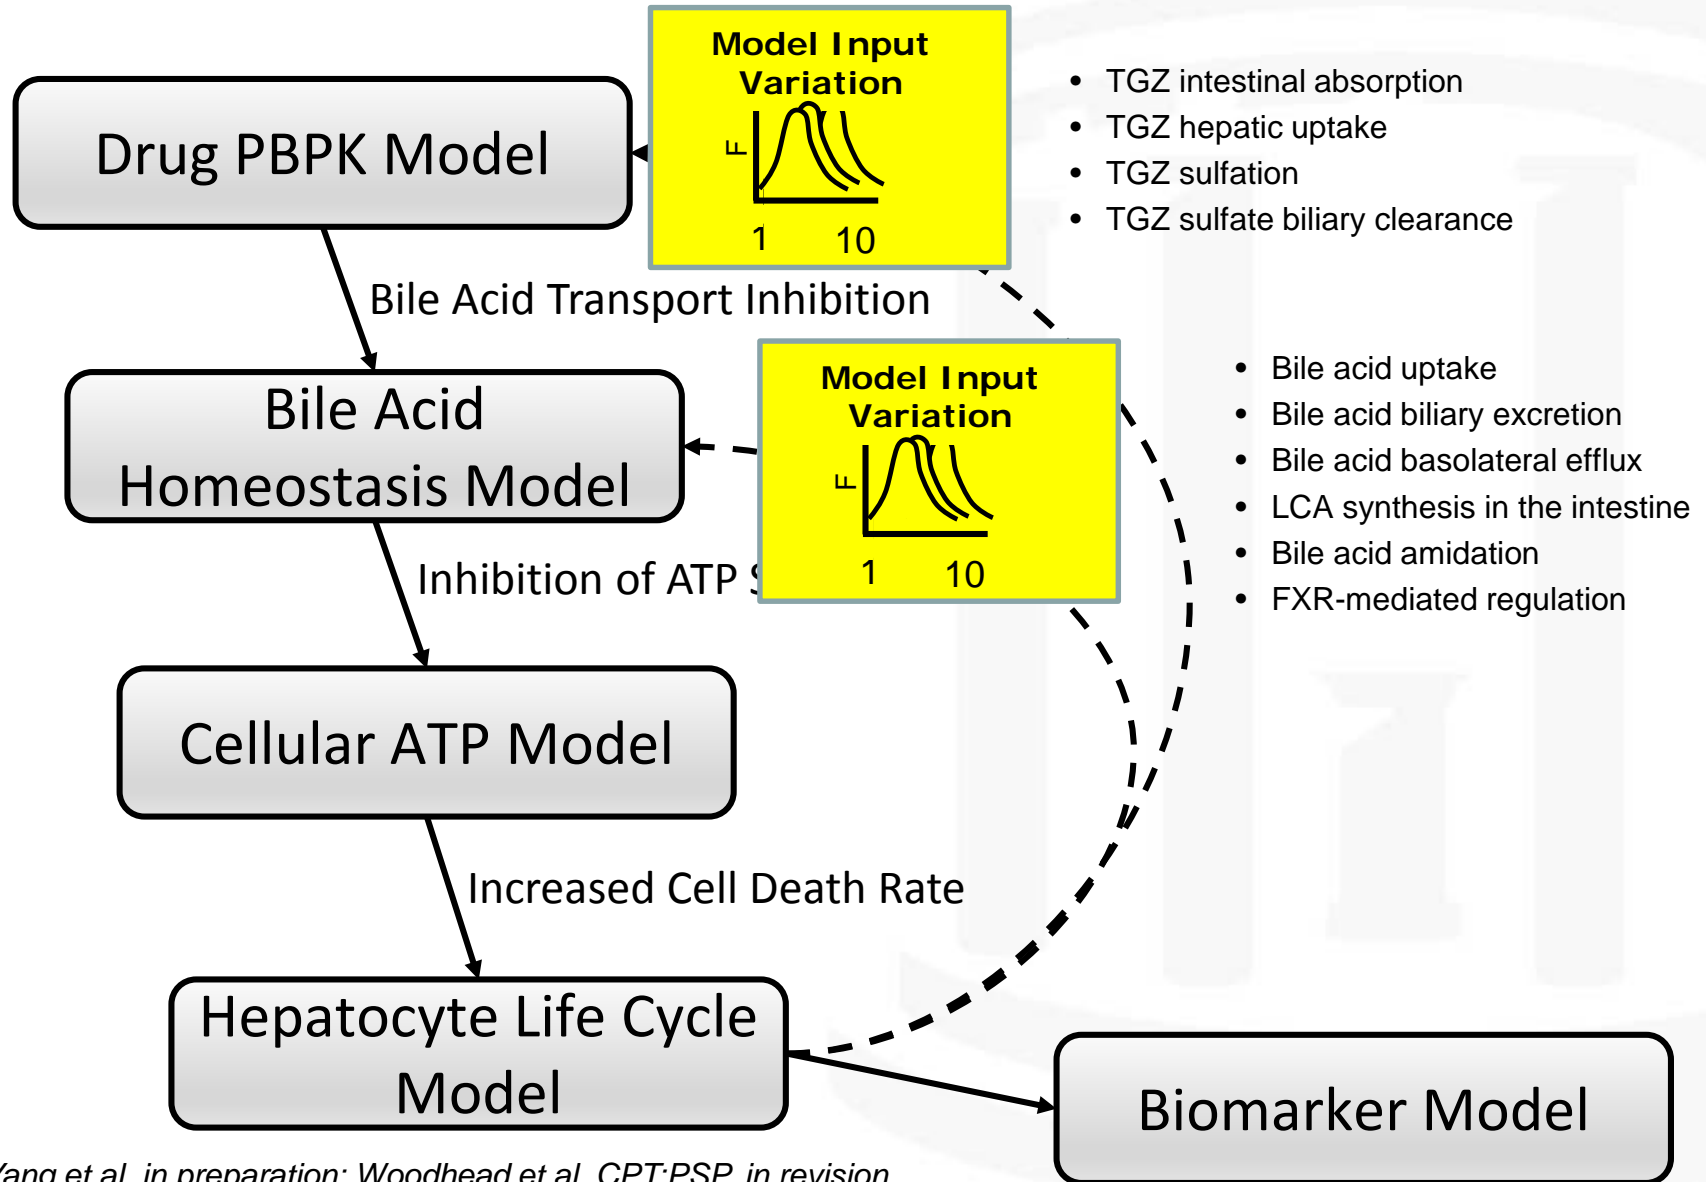 Model Input
Variation
F
1 10
Drug PBPK Model
• TGZ intestinal absorption
• TGZ hepatic uptake
• TGZ sulfation
• TGZ sulfate biliary clearance
Bile Acid Transport Inhibition
Bile Acid
Homeostasis Model
Model Input
Variation
F
1 10
• Bile acid uptake
• Bile acid biliary excretion
• Bile acid basolateral efflux
• LCA synthesis in the intestine
• Bile acid amidation
• FXR-mediated regulation
Inhibition of ATP
Cellular ATP Model
Increased Cell Death Rate
Hepatocyte Life Cycle
Model
Biomarker Model
Yang et al. in preparation; Woodhead et al. CPT:PSP, in revision